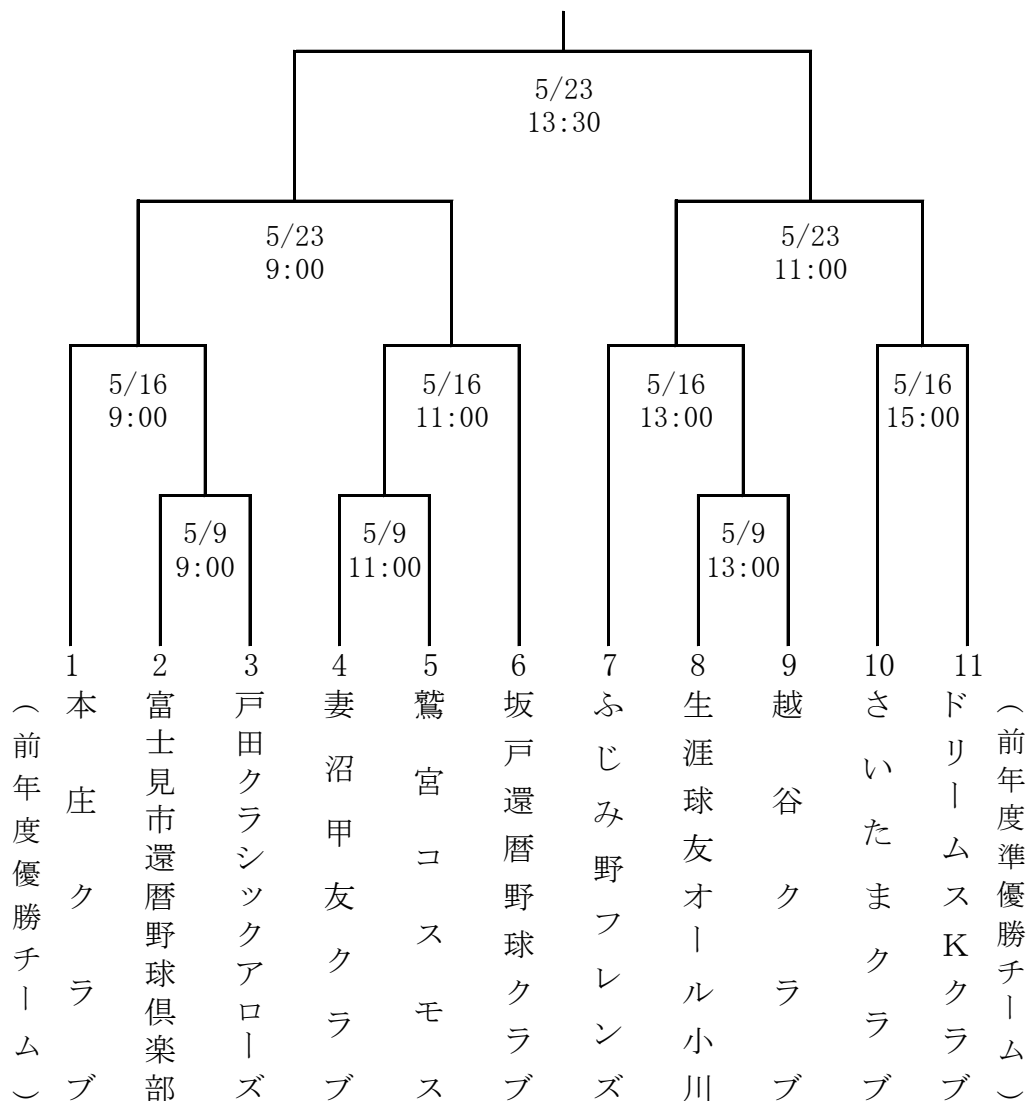 5/23
13:30
5/23
9:00
5/23
11:00
5/16
9:00
5/16
11:00
5/16
13:00
5/16
15:00
5/9
9:00
5/9
11:00
5/9
13:00
1
2
3
4
5
6
7
8
9
10
11
（前年度優勝チーム）
本庄クラブ
富士見市還暦野球倶楽部
戸田クラシックアローズ
妻沼甲友クラブ
鷲宮コスモス
坂戸還暦野球クラブ
ふじみ野フレンズ
生涯球友オール小川
越谷クラブ
さいたまクラブ
ドリームスKクラブ
（前年度準優勝チーム）